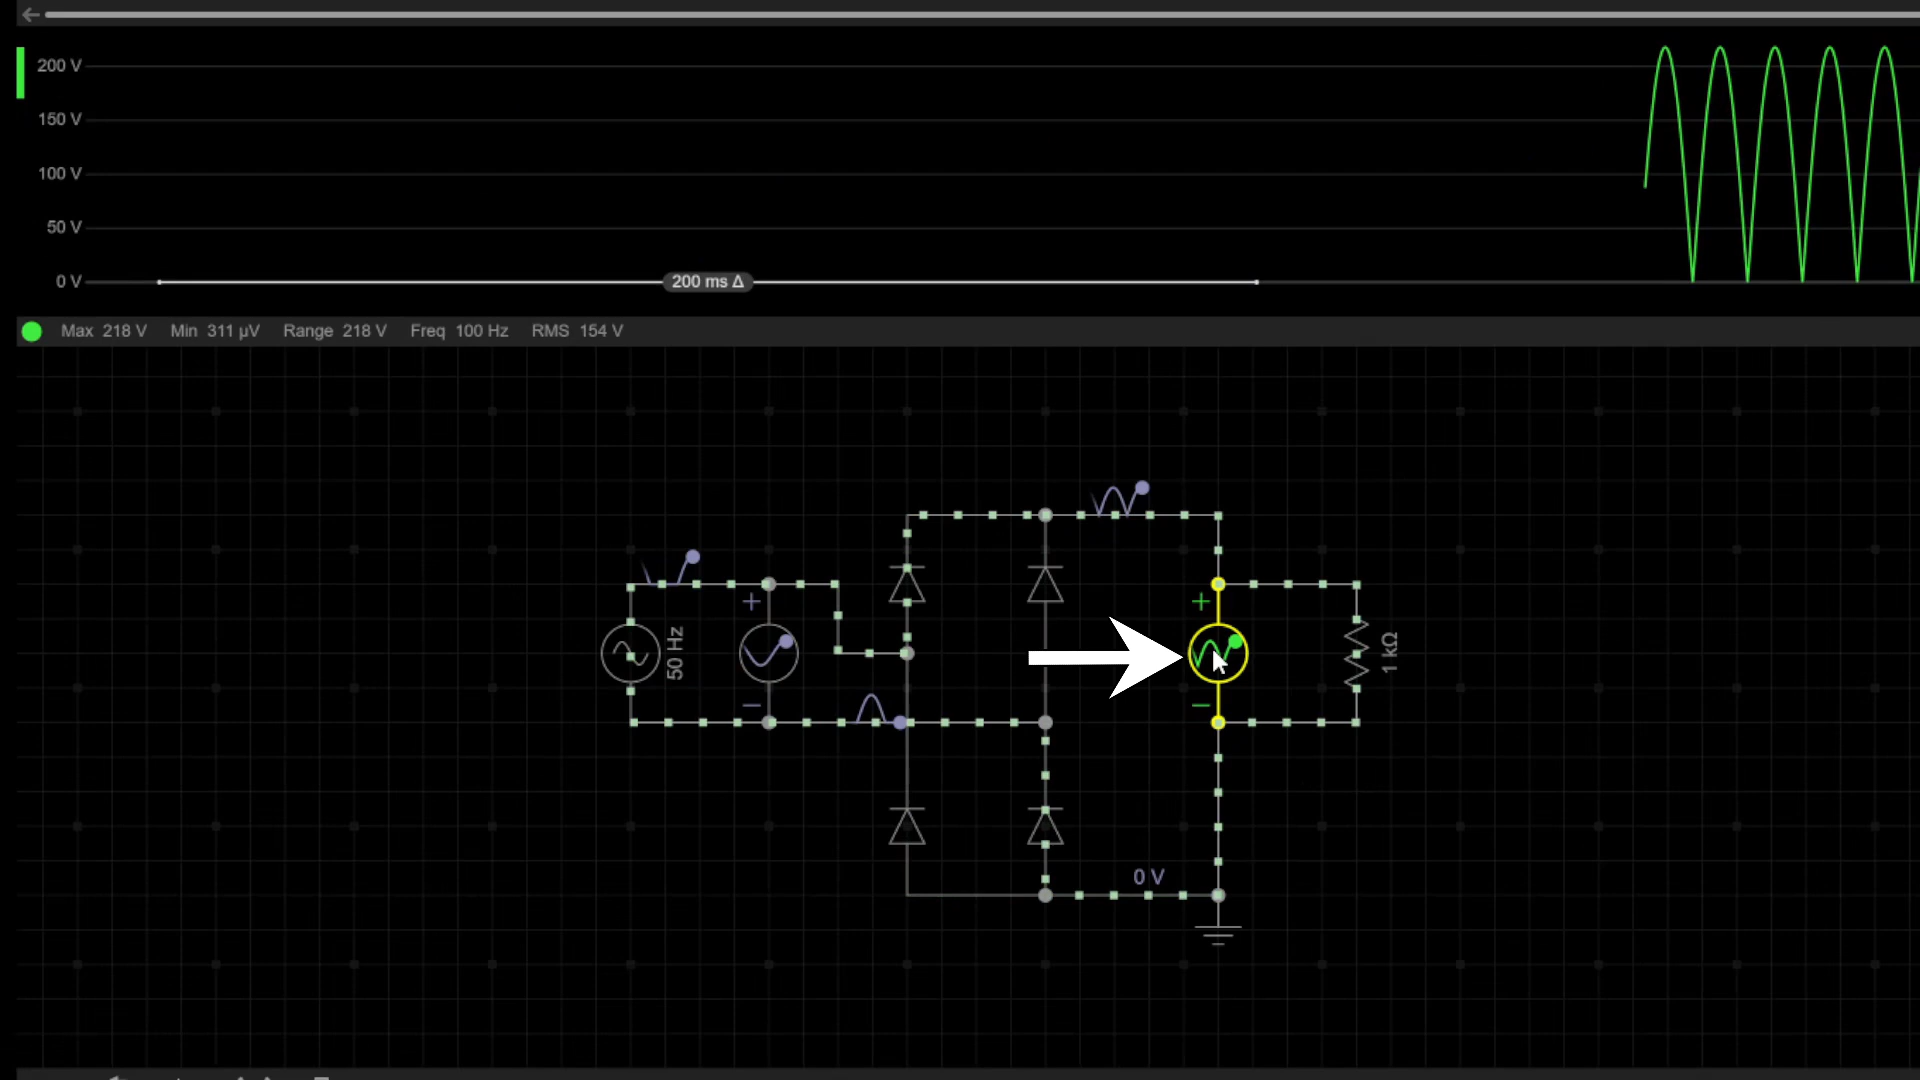 200 V
150 V
100 V
50 V
0 V
200 ms Δ
Max 218 V Min 311 µV Range 218 V Freq 100 Hz RMS 154 V
+
+
50 Hz
1 kΩ
−
−
0 V